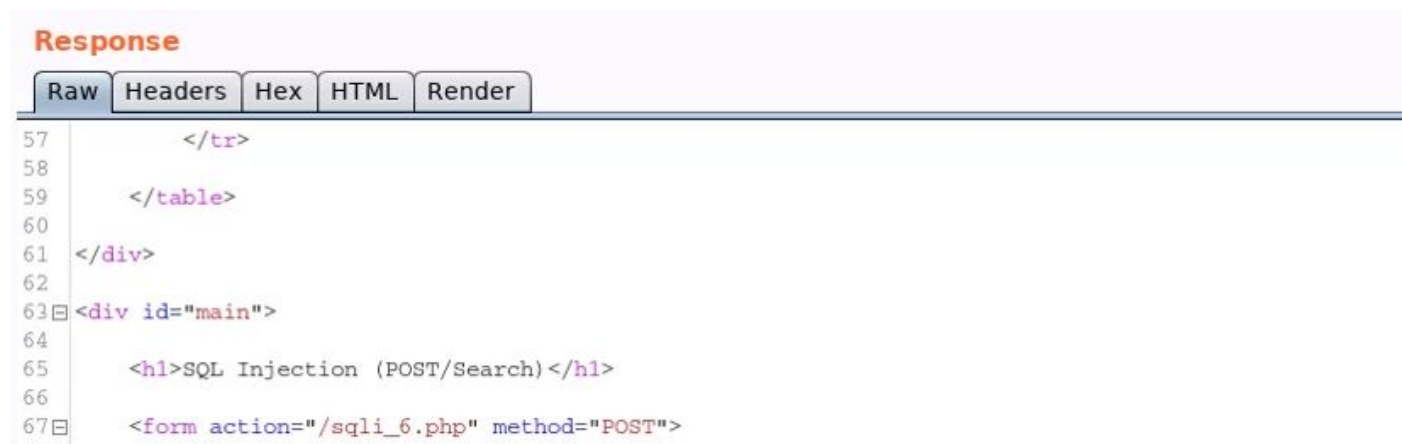 Response
Raw Headers Hex HTML Render
57 </tr>
58
59 </table>
60
61 </div>
62
63 <div id="main">
64
65 <h1>SQL Injection (POST/Search)</h1>
66
67 <form action="/sqli_6.php" method="POST">